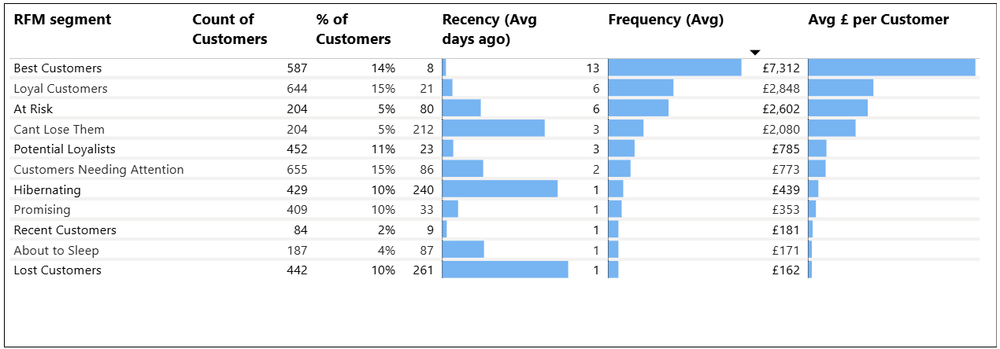 RFM segment Count of Customers % of Customers Recency (Avg days ago) Frequency (Avg) Avg £ per Customer
Best Customers 587 14% 8 13 £7,312
Loyal Customers 644 15% 21 6 £2,848
At Risk 204 5% 80 6 £2,602
Cant Lose Them 204 5% 212 3 £2,080
Potential Loyalists 452 11% 23 3 £785
Customers Needing Attention 655 15% 86 2 £773
Hibernating 429 10% 240 1 £439
Promising 409 10% 33 1 £353
Recent Customers 84 2% 9 1 £181
About to Sleep 187 4% 87 1 £171
Lost Customers 442 10% 261 1 £162